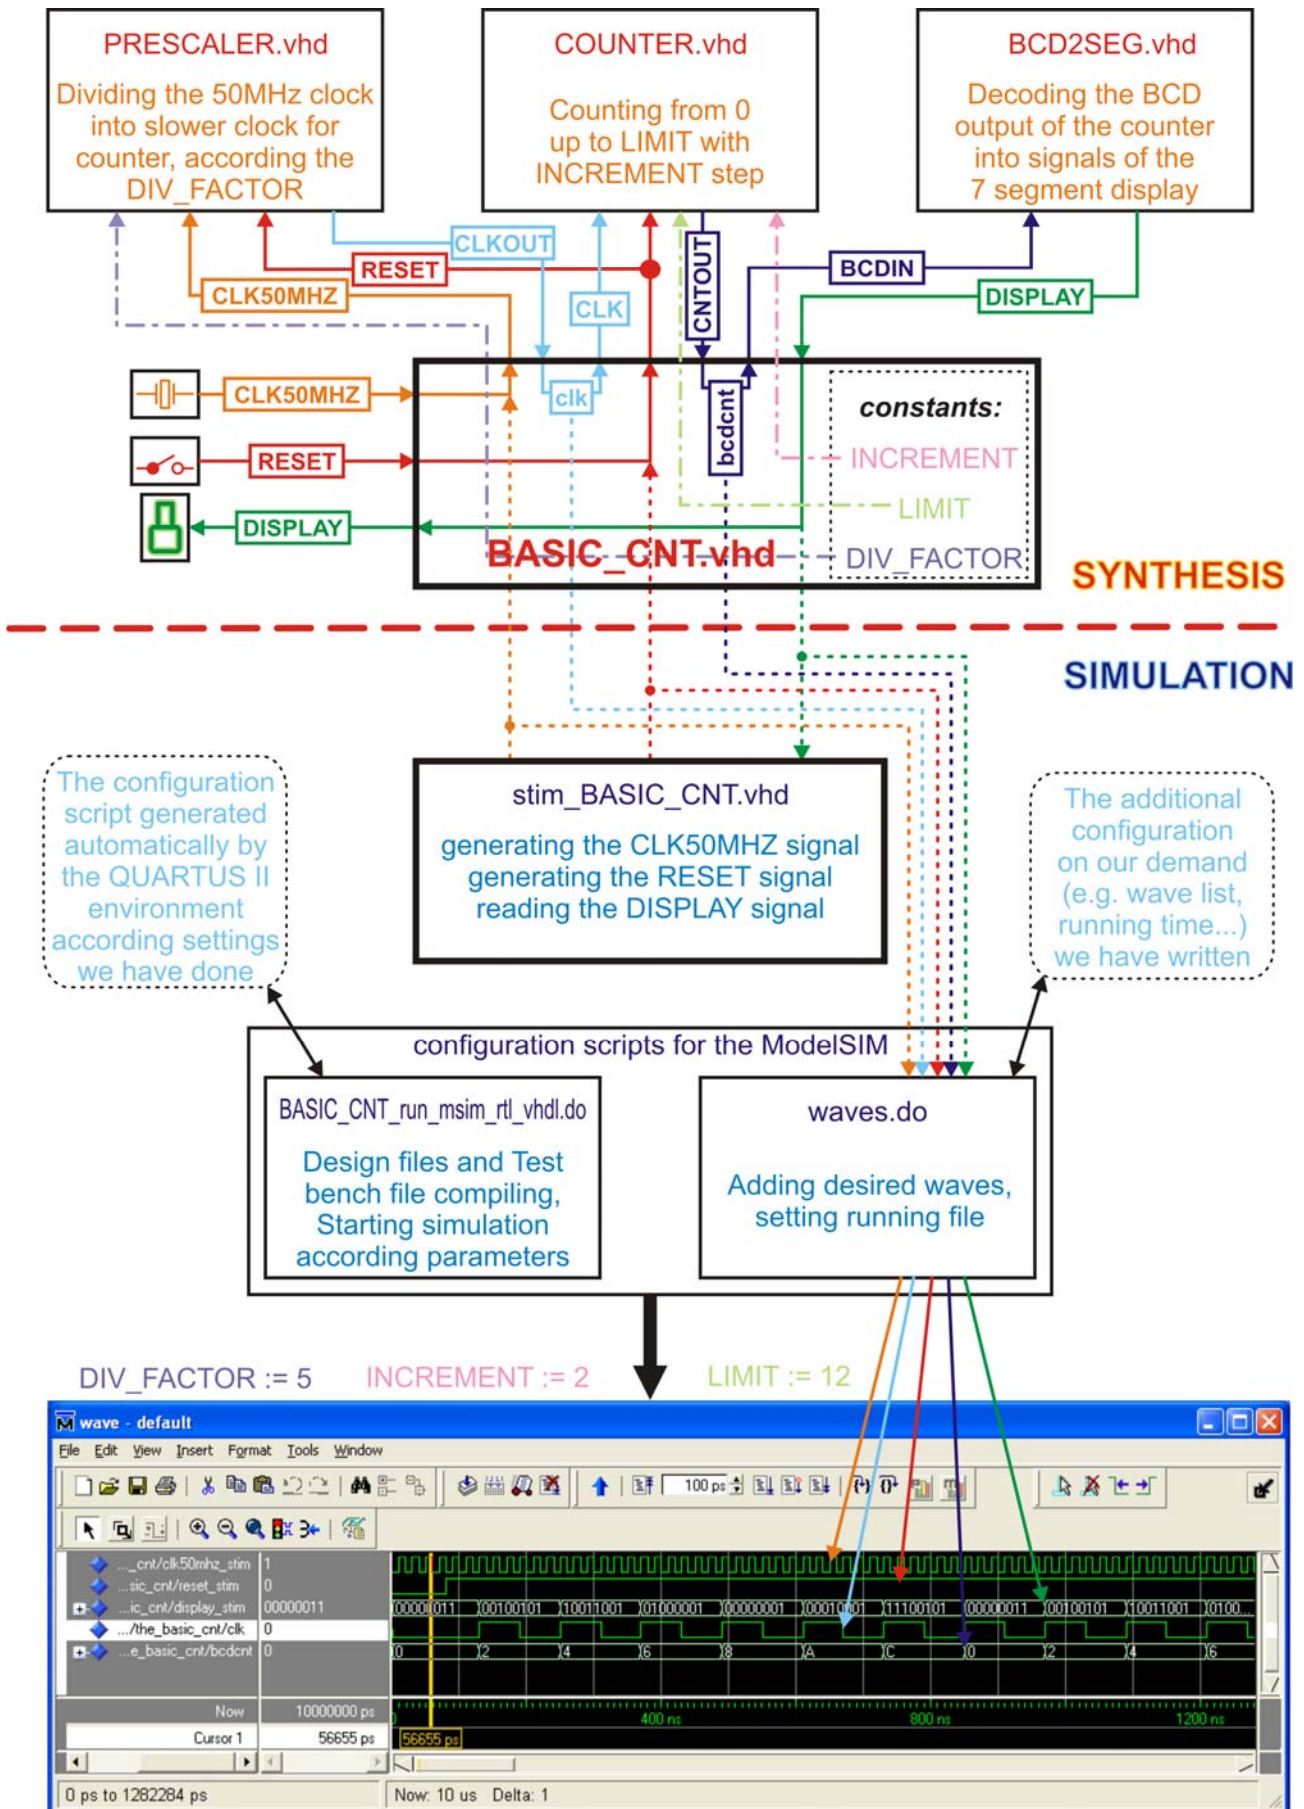 PRESCALER.vhd
Dividing the 50MHz clock
into slower clock for
counter, according the
DIV_FACTOR
COUNTER.vhd
Counting from 0
up to LIMIT with
INCREMENT step
BCD2SEG.vhd
Decoding the BCD
output of the counter
into signals of the
7 segment display
CLKOUT
RESET
CLK50MHZ
CLK
CNTOUT
BCDIN
DISPLAY
CLK50MHZ
RESET
DISPLAY
clk
bcdcnt
constants:
INCREMENT
LIMIT
DIV_FACTOR
BASIC_CNT.vhd
SYNTHESIS
SIMULATION
The configuration
script generated
automatically by
the QUARTUS II
environment
according settings
we have done
stim_BASIC_CNT.vhd
generating the CLK50MHZ signal
generating the RESET signal
reading the DISPLAY signal
The additional
configuration
on our demand
(e.g. wave list,
running time...)
we have written
configuration scripts for the ModelSIM
BASIC_CNT_run_msim_rtl_vhdl.do
Design files and Test
bench file compiling,
Starting simulation
according parameters
waves.do
Adding desired waves,
setting running file
DIV_FACTOR := 5 INCREMENT := 2 LIMIT := 12
wave - default
File Edit View Insert Format Tools Window
100 ps
..._cnt/clk50mhz_stim 1
...sic_cnt/reset_stim 0
...ic_cnt/display_stim 00000011 00000011 00100101 10011001 01000001 00000001 00010001 11100101 00000011 00100101 10011001 0100...
.../the_basic_cnt/clk 0
...e_basic_cnt/bcdcnt 0 0 2 4 6 8 A C 0 2 4 6
Now 10000000 ps 400 ns 800 ns 1200 ns
Cursor 1 56655 ps 56655 ps
0 ps to 1282284 ps Now: 10 us Delta: 1